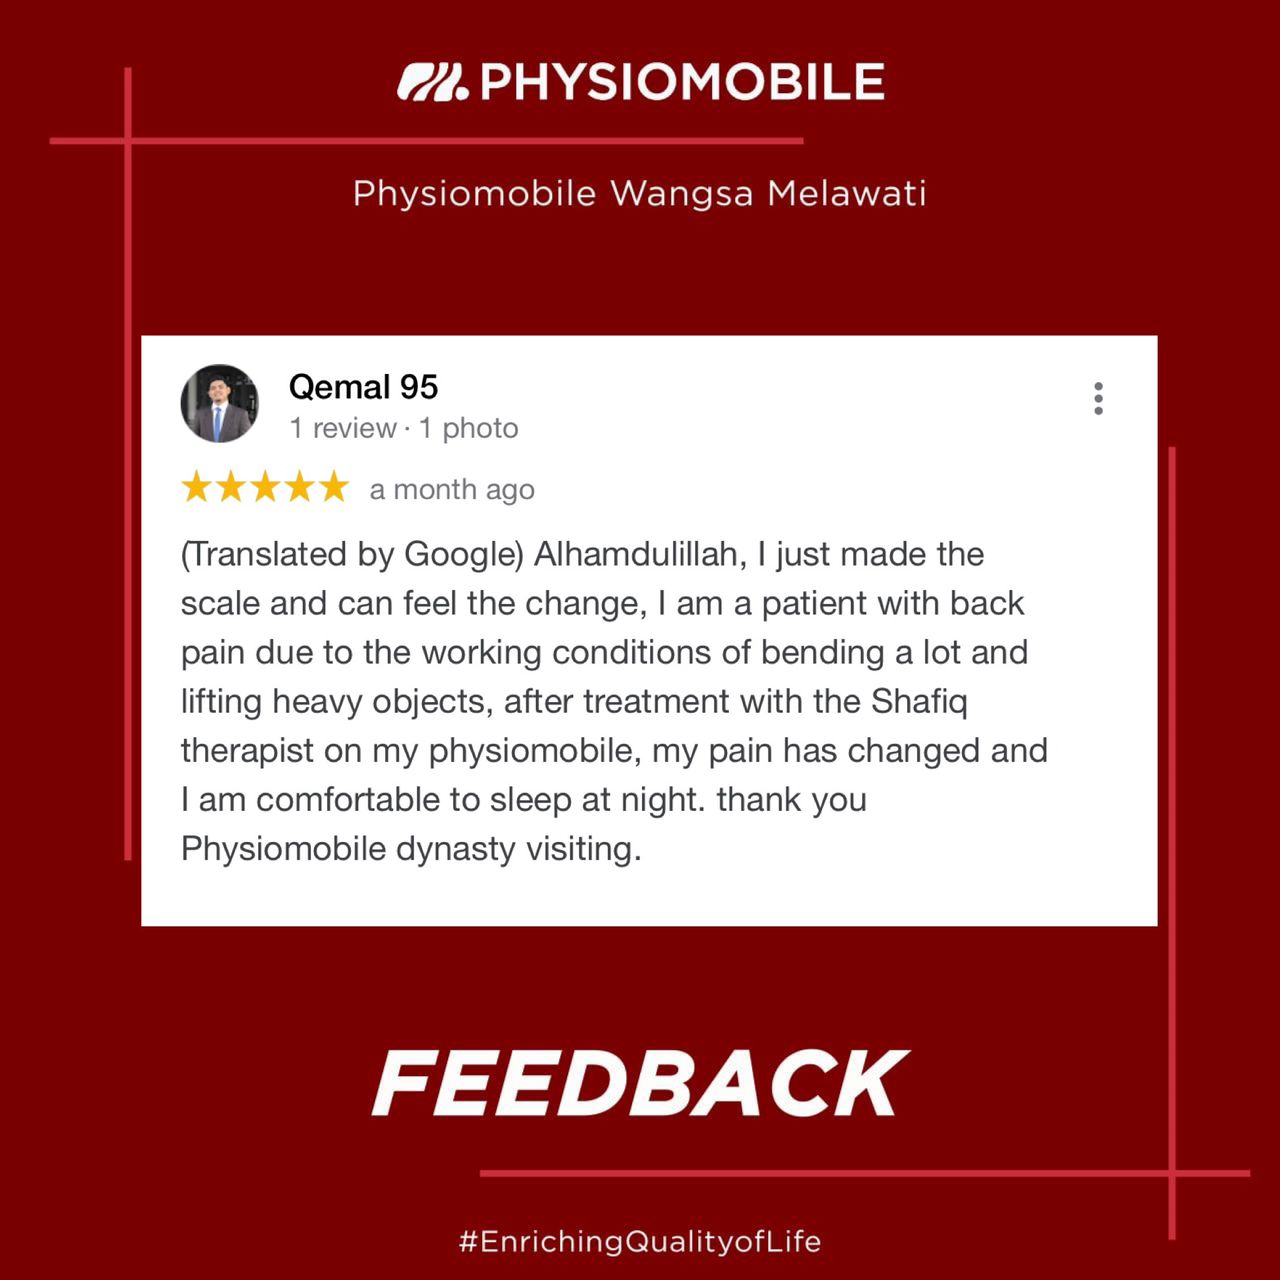 PHYSIOMOBILE
Physiomobile Wangsa Melawati
Qemal 95
1 review · 1 photo
a month ago
(Translated by Google) Alhamdulillah, I just made the
scale and can feel the change, I am a patient with back
pain due to the working conditions of bending a lot and
lifting heavy objects, after treatment with the Shafiq
therapist on my physiomobile, my pain has changed and
I am comfortable to sleep at night. thank you
Physiomobile dynasty visiting.
FEEDBACK
#EnrichingQualityofLife